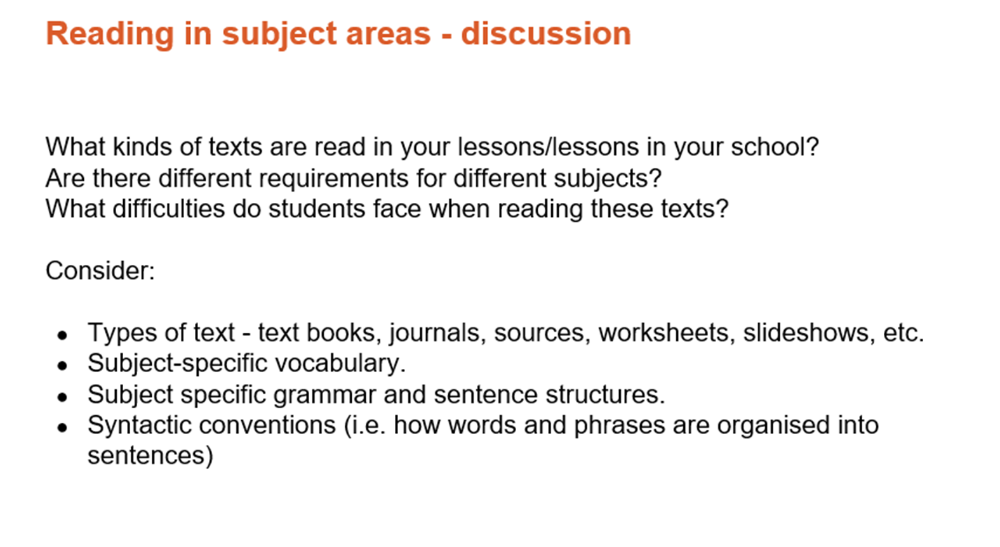 Reading in subject areas - discussion
What kinds of texts are read in your lessons/lessons in your school?
Are there different requirements for different subjects?
What difficulties do students face when reading these texts?
Consider:
● Types of text - text books, journals, sources, worksheets, slideshows, etc.
● Subject-specific vocabulary.
● Subject specific grammar and sentence structures.
● Syntactic conventions (i.e. how words and phrases are organised into
sentences)